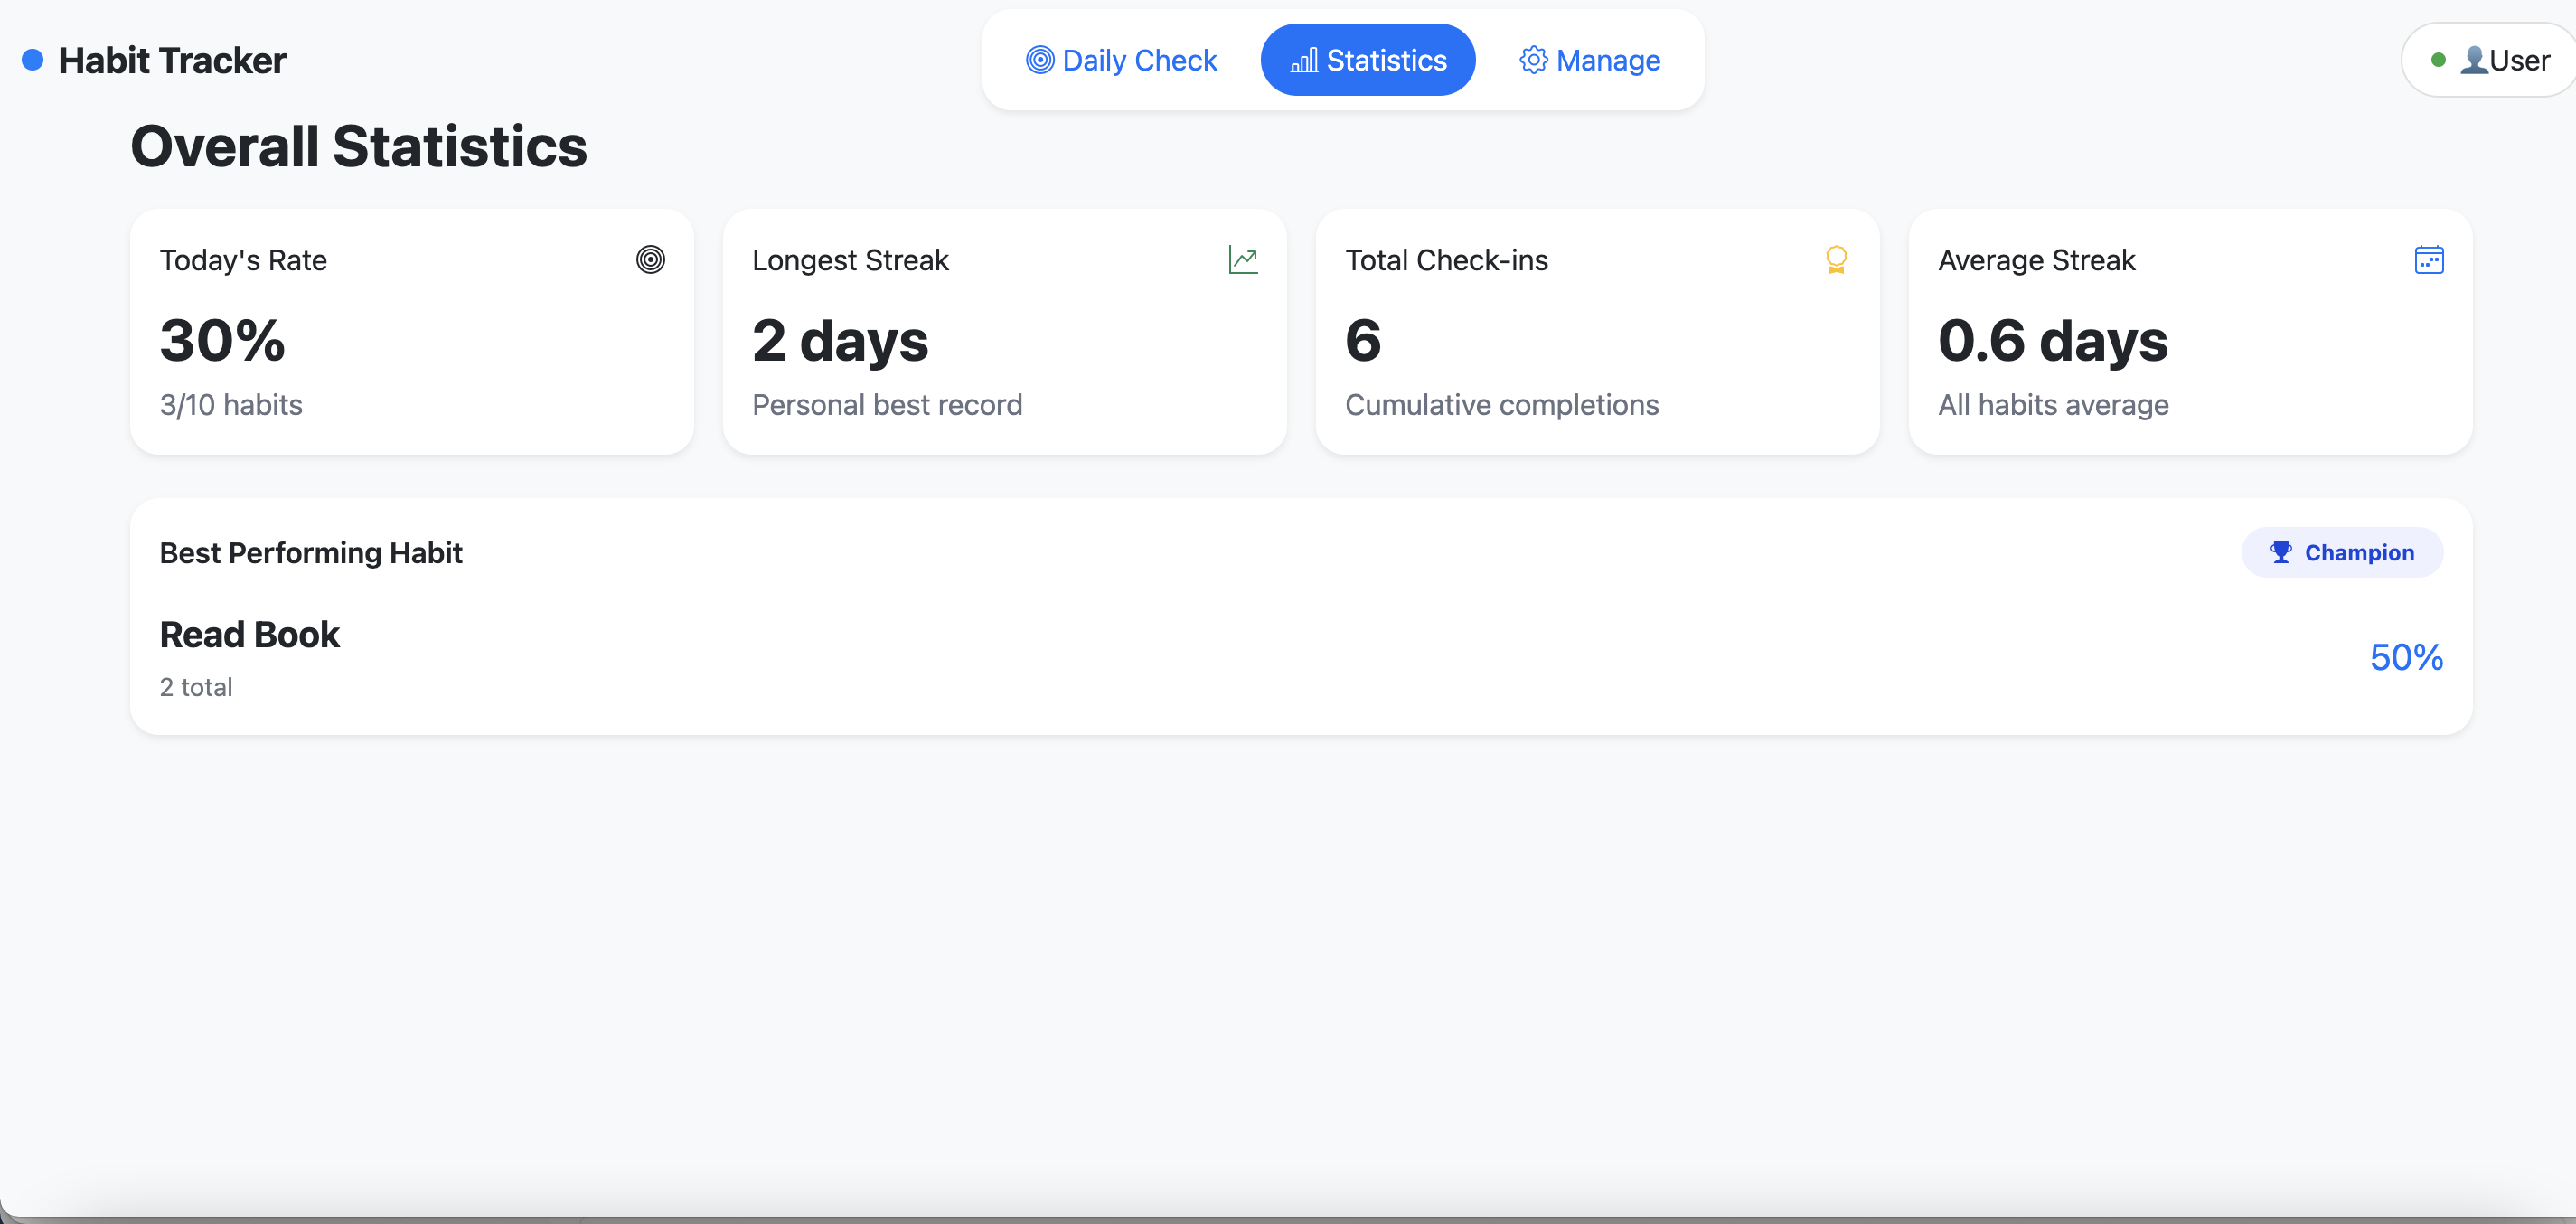 Habit Tracker
Daily Check
Statistics
Manage
User
Overall Statistics
Today's Rate
30%
3/10 habits
Longest Streak
2 days
Personal best record
Total Check-ins
6
Cumulative completions
Average Streak
0.6 days
All habits average
Best Performing Habit
Champion
Read Book
2 total
50%